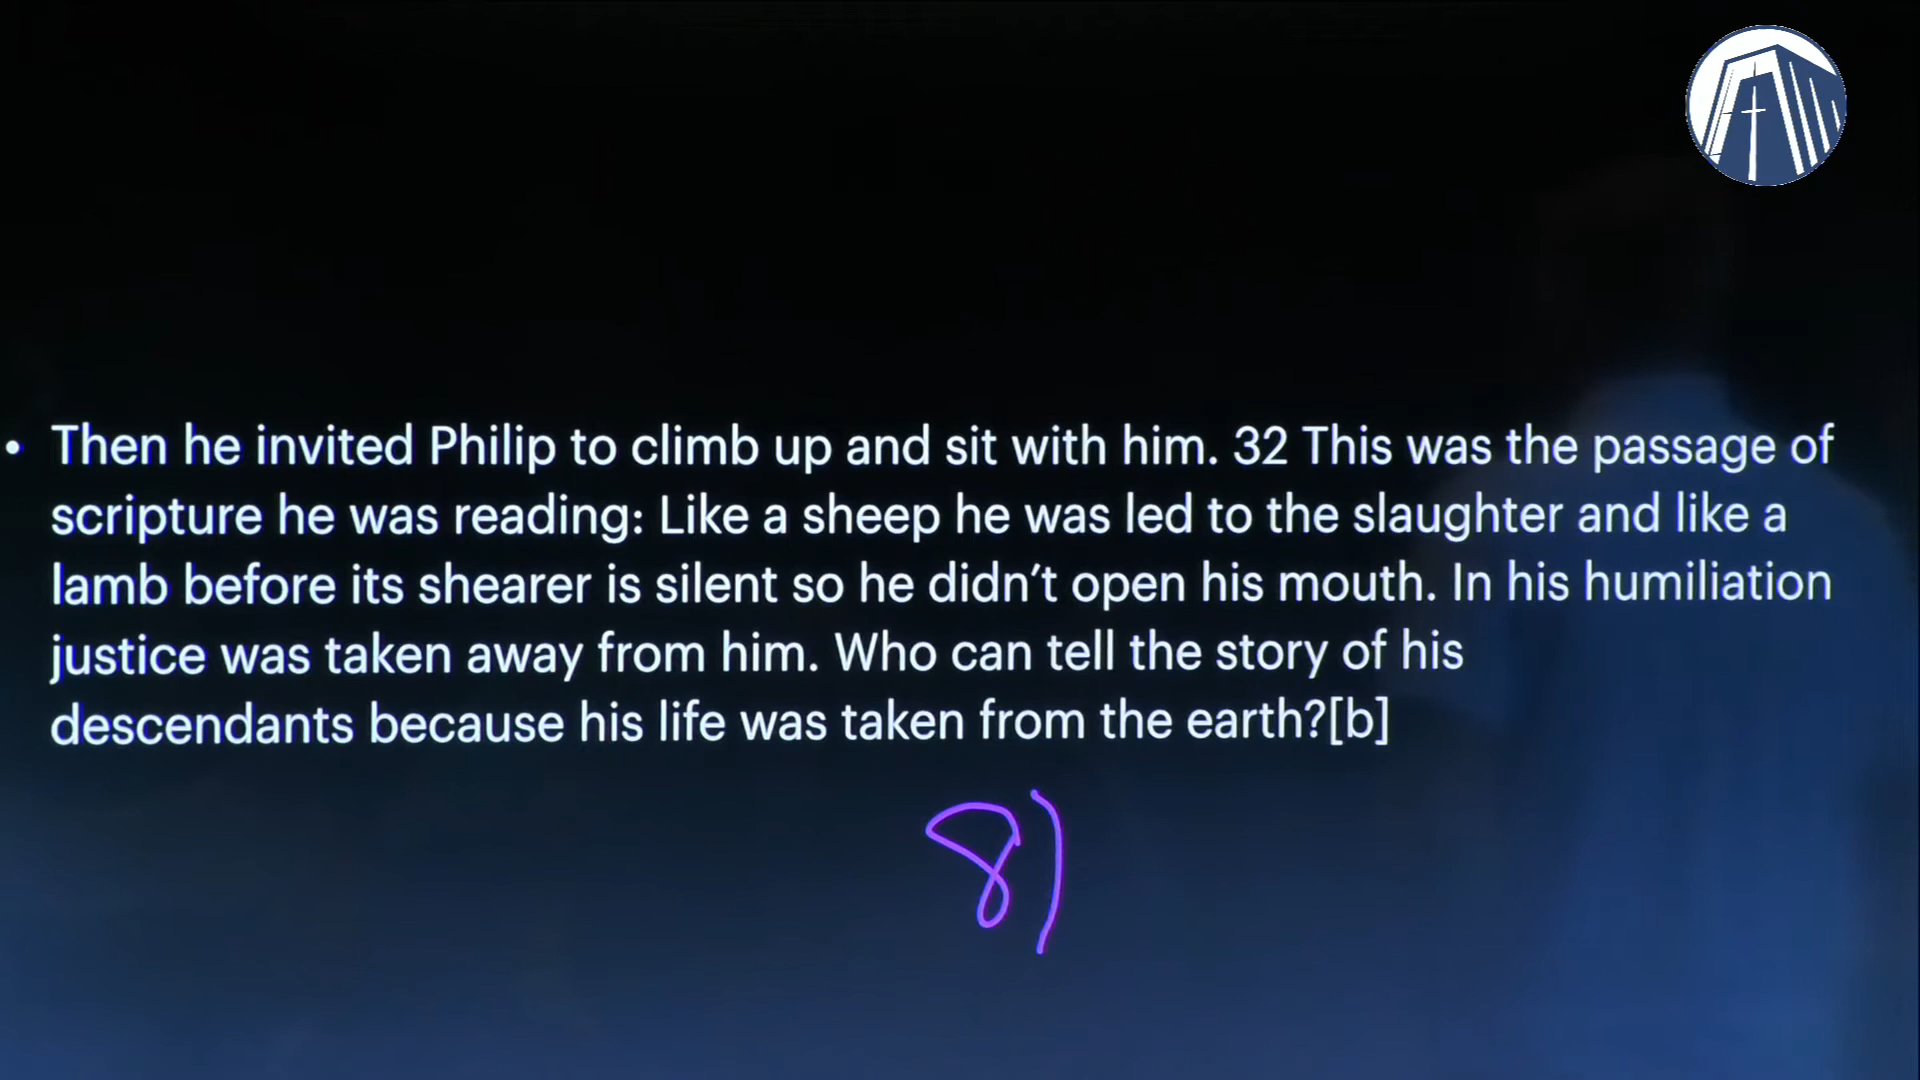 • Then he invited Philip to climb up and sit with him. 32 This was the passage of
scripture he was reading: Like a sheep he was led to the slaughter and like a
lamb before its shearer is silent so he didn’t open his mouth. In his humiliation
justice was taken away from him. Who can tell the story of his
descendants because his life was taken from the earth?[b]
8)